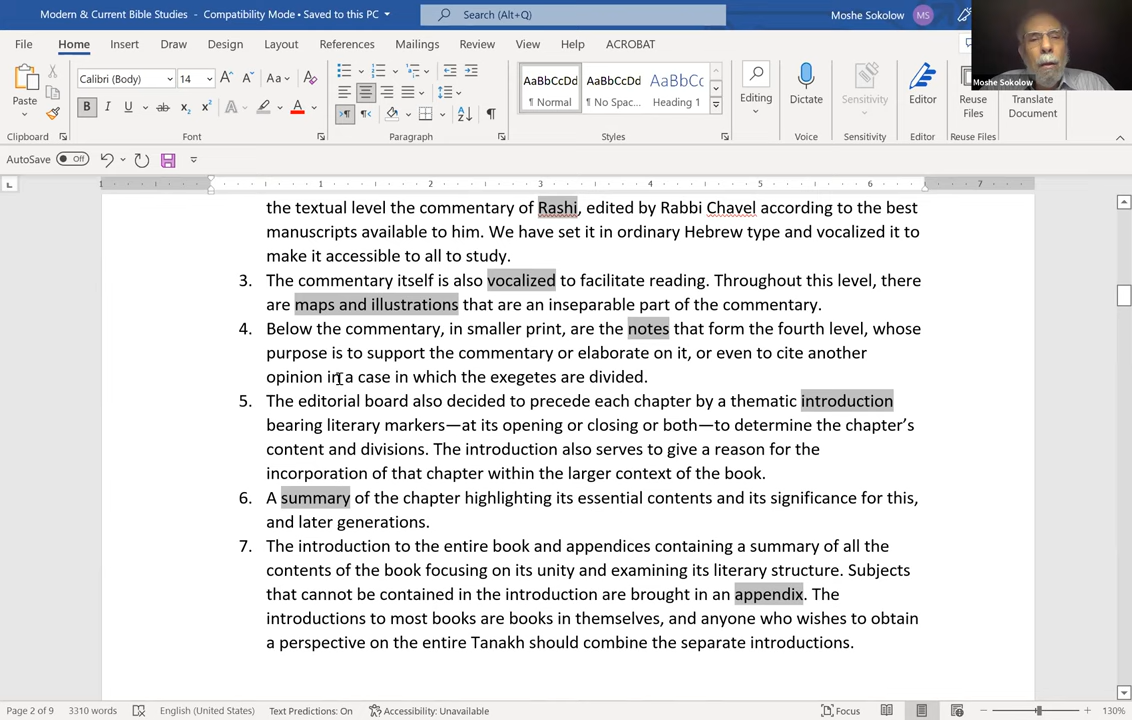 Modern & Current Bible Studies - Compatibility Mode • Saved to this PC
Search (Alt+Q)
Moshe Sokolow MS
File Home Insert Draw Design Layout References Mailings Review View Help ACROBAT
Moshe Sokolow
Calibri (Body) 14
Paste
AaBbCcDd AaBbCcDd AaBbCc
¶ Normal ¶ No Spac... Heading 1
Editing Dictate Sensitivity Editor Reuse Files Translate Document
Clipboard Font Paragraph Styles Voice Sensitivity Editor Reuse Files
AutoSave Off
1 1 2 3 4 5 6 7
the textual level the commentary of Rashi, edited by Rabbi Chavel according to the best
manuscripts available to him. We have set it in ordinary Hebrew type and vocalized it to
make it accessible to all to study.
3. The commentary itself is also vocalized to facilitate reading. Throughout this level, there
are maps and illustrations that are an inseparable part of the commentary.
4. Below the commentary, in smaller print, are the notes that form the fourth level, whose
purpose is to support the commentary or elaborate on it, or even to cite another
opinion in a case in which the exegetes are divided.
5. The editorial board also decided to precede each chapter by a thematic introduction
bearing literary markers—at its opening or closing or both—to determine the chapter's
content and divisions. The introduction also serves to give a reason for the
incorporation of that chapter within the larger context of the book.
6. A summary of the chapter highlighting its essential contents and its significance for this,
and later generations.
7. The introduction to the entire book and appendices containing a summary of all the
contents of the book focusing on its unity and examining its literary structure. Subjects
that cannot be contained in the introduction are brought in an appendix. The
introductions to most books are books in themselves, and anyone who wishes to obtain
a perspective on the entire Tanakh should combine the separate introductions.
Page 2 of 9 3310 words English (United States) Text Predictions: On Accessibility: Unavailable Focus 130%